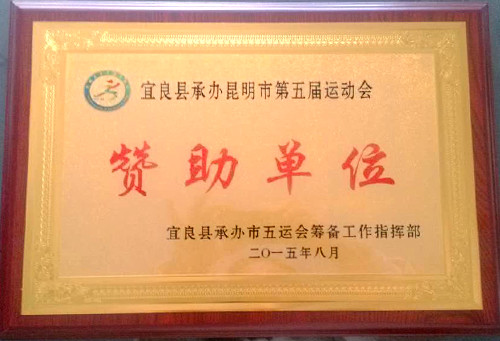 宜良县承办昆明市第五届运动会
赞助单位
宜良县承办市五运会筹备工作指挥部
二〇一五年八月